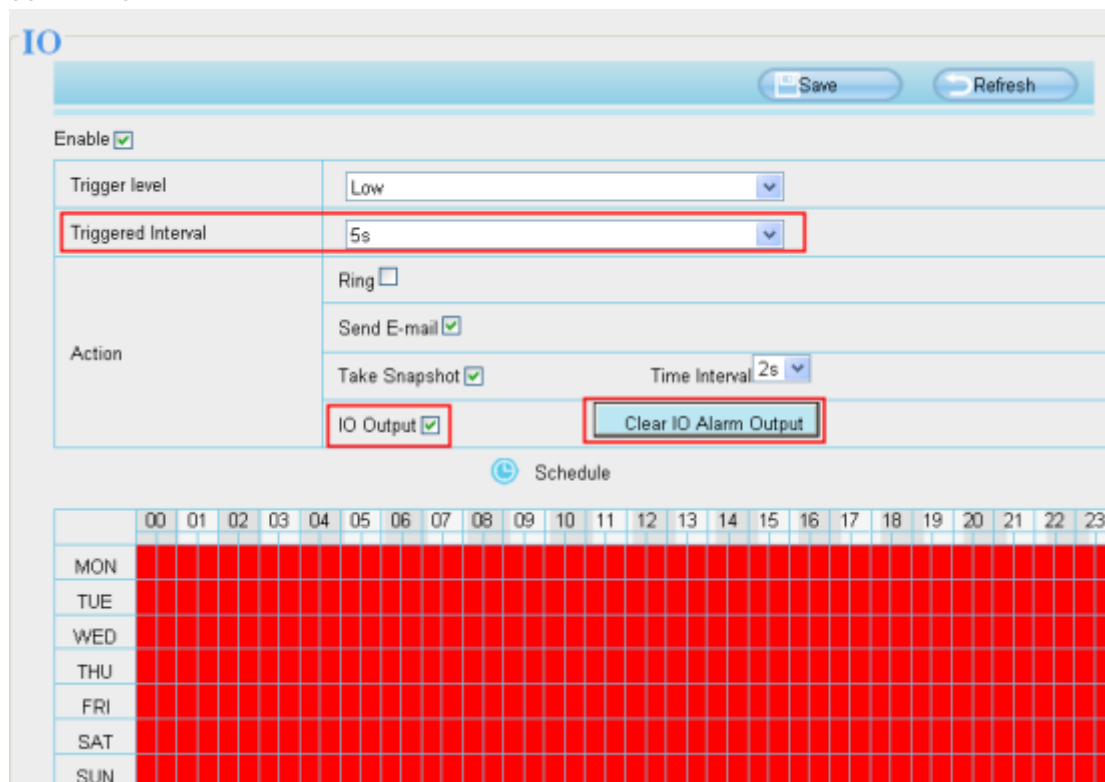 IO
Save Refresh
Enable
Trigger level Low
Triggered Interval 5s
Ring
Send E-mail
Action
Take Snapshot Time Interval 2s
IO Output Clear IO Alarm Output
Schedule
00 01 02 03 04 05 06 07 08 09 10 11 12 13 14 15 16 17 18 19 20 21 22 23
MON
TUE
WED
THU
FRI
SAT
SUN